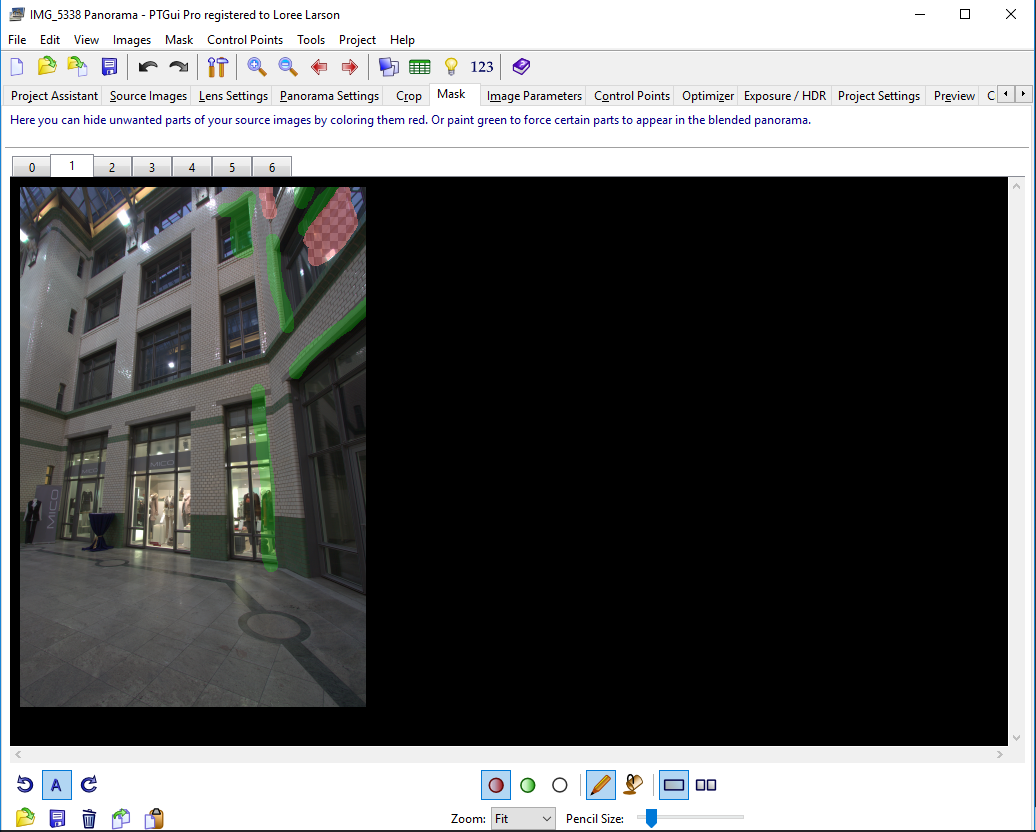 IMG_5338 Panorama - PTGui Pro registered to Loree Larson
File Edit View Images Mask Control Points Tools Project Help
123
Project Assistant Source Images Lens Settings Panorama Settings Crop Mask Image Parameters Control Points Optimizer Exposure / HDR Project Settings Preview C
Here you can hide unwanted parts of your source images by coloring them red. Or paint green to force certain parts to appear in the blended panorama.
0 1 2 3 4 5 6
MICO
MICO
MICO
A
Zoom: Fit Pencil Size: